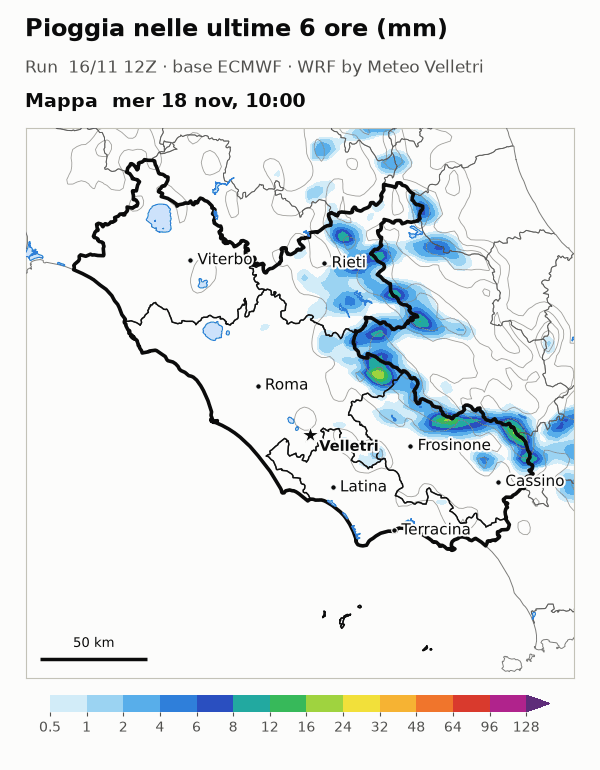 Pioggia nelle ultime 6 ore (mm)
Run  16/11 12Z · base ECMWF · WRF by Meteo Velletri
Mappa  mer 18 nov, 10:00
Viterbo
Rieti
Roma
Velletri
Frosinone
Cassino
Latina
Terracina
50 km
0.5 1 2 4 6 8 12 16 24 32 48 64 96 128